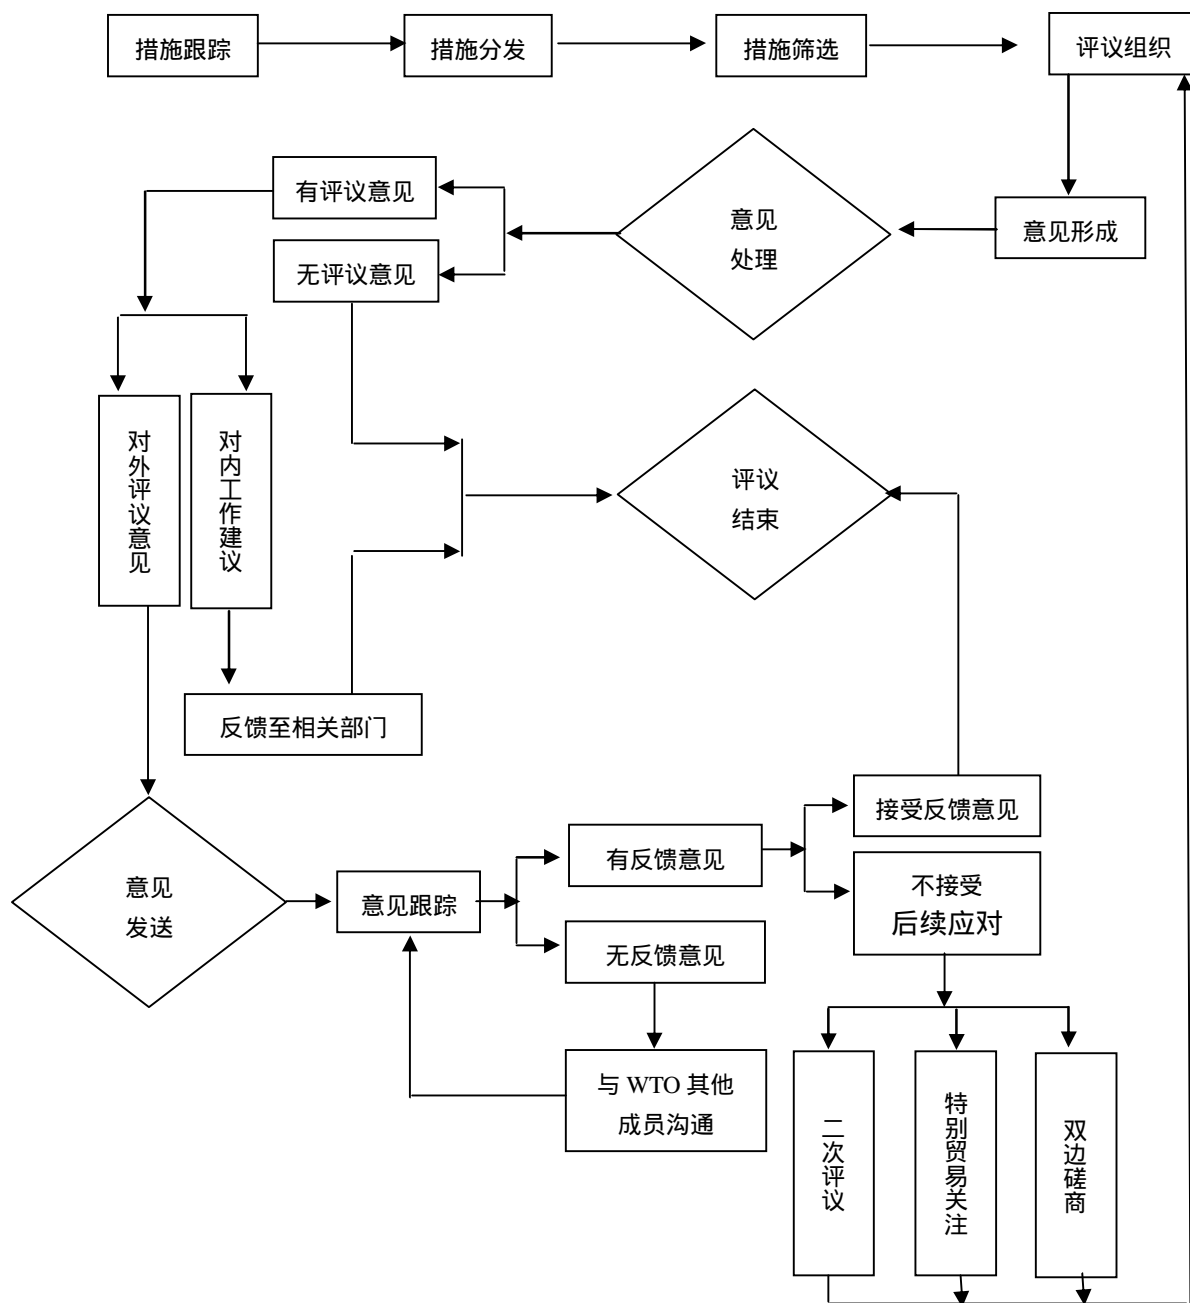 措施跟踪
措施分发
措施筛选
评议组织
有评议意见
意见
处理
意见形成
无评议意见
对外评议意见
对内工作建议
评议
结束
反馈至相关部门
接受反馈意见
有反馈意见
意见
发送
意见跟踪
不接受
后续应对
无反馈意见
与 WTO 其他
成员沟通
二次评议
特别贸易关注
双边磋商